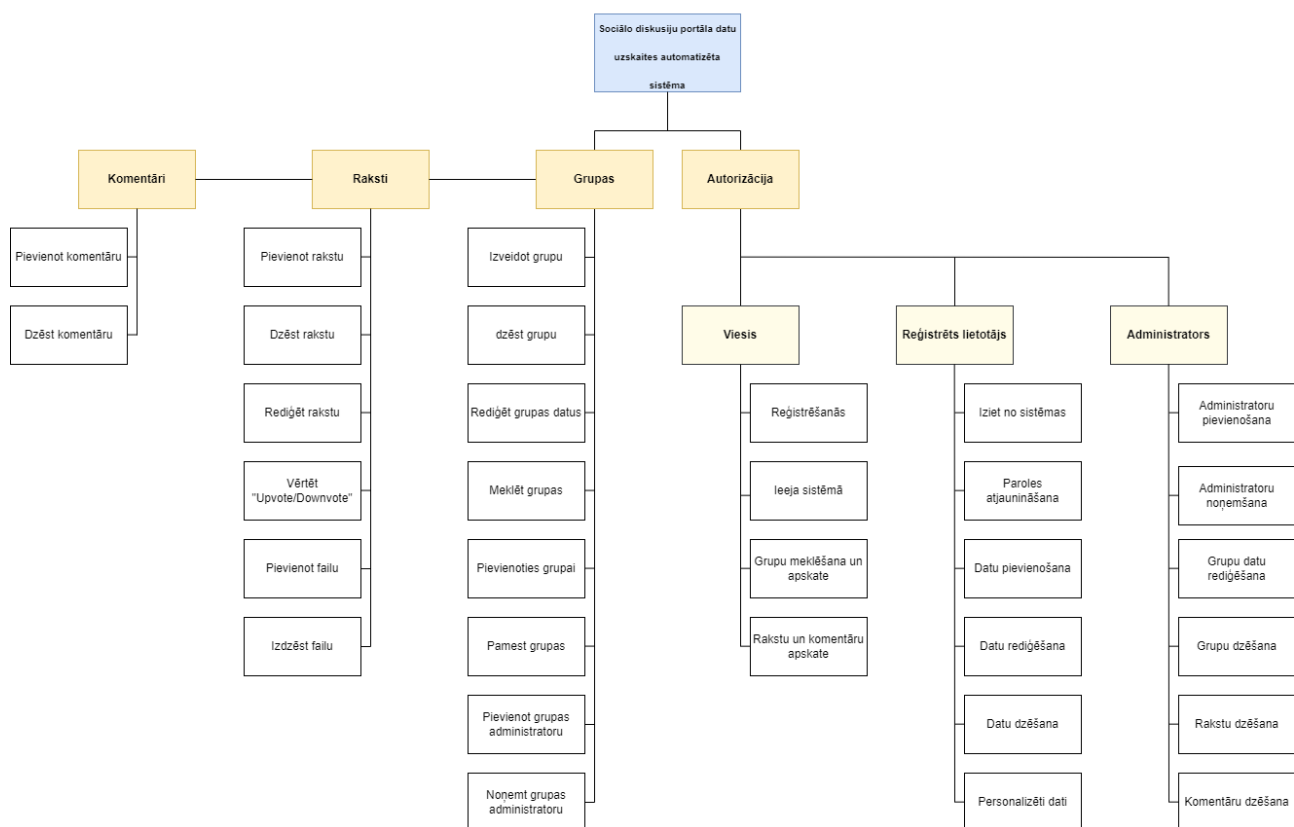 Sociālo diskusiju portāla datu
uzskaites automatizēta
sistēma
Komentāri
Raksti
Grupas
Autorizācija
Pievienot komentāru
Dzēst komentāru
Pievienot rakstu
Dzēst rakstu
Rediģēt rakstu
Vērtēt
"Upvote/Downvote"
Pievienot failu
Izdzēst failu
Izveidot grupu
dzēst grupu
Rediģēt grupas datus
Meklēt grupas
Pievienoties grupai
Pamest grupas
Pievienot grupas
administratoru
Noņemt grupas
administratoru
Viesis
Reģistrēšanās
Ieeja sistēmā
Grupu meklēšana un
apskate
Rakstu un komentāru
apskate
Reģistrēts lietotājs
Iziet no sistēmas
Paroles
atjaunināšana
Datu pievienošana
Datu rediģēšana
Datu dzēšana
Personalizēti dati
Administrators
Administratoru
pievienošana
Administratoru
noņemšana
Grupu datu
rediģēšana
Grupu dzēšana
Rakstu dzēšana
Komentāru dzēšana